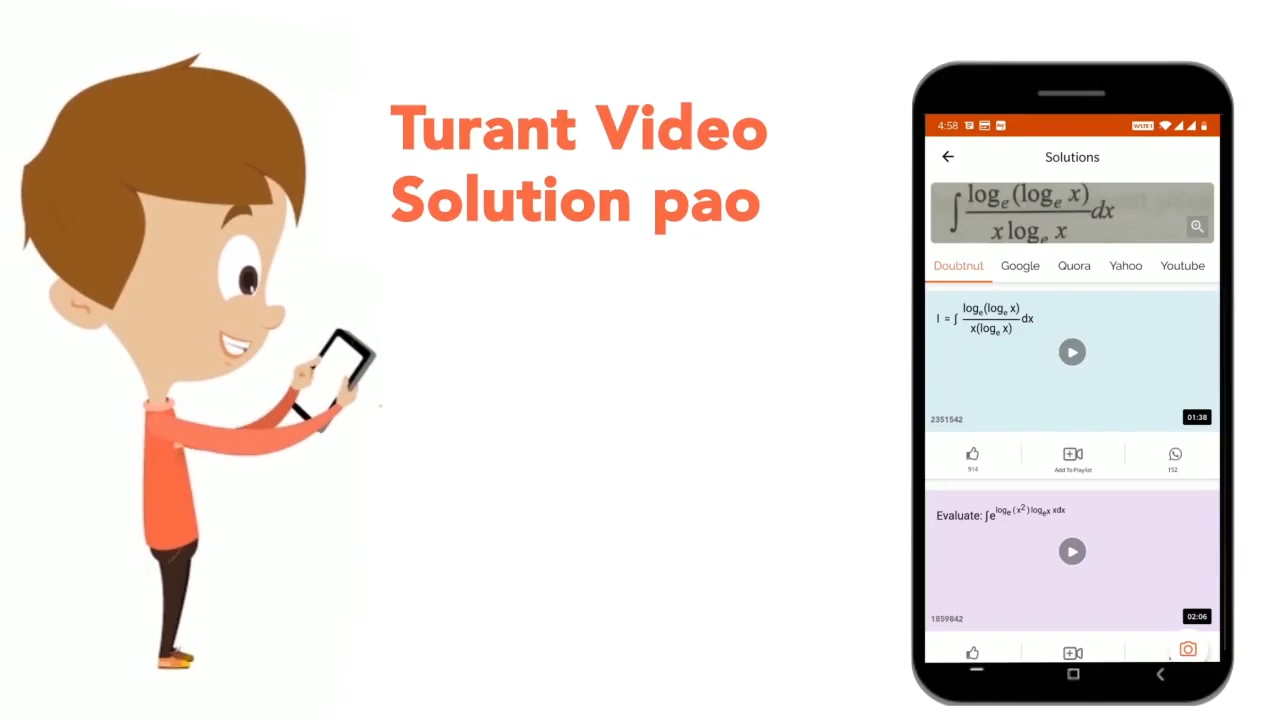 Turant Video
Solution pao
4:58
Solutions
∫ logₑ(logₑ x) / x logₑ x dx
Doubtnut Google Quora Yahoo Youtube
I = ∫ logₑ(logₑ x) / x(logₑ x) dx
2351542 01:38
914 Add To Playlist 152
Evaluate: ∫e^logₑ(x²)logₑx xdx
1859842 02:06